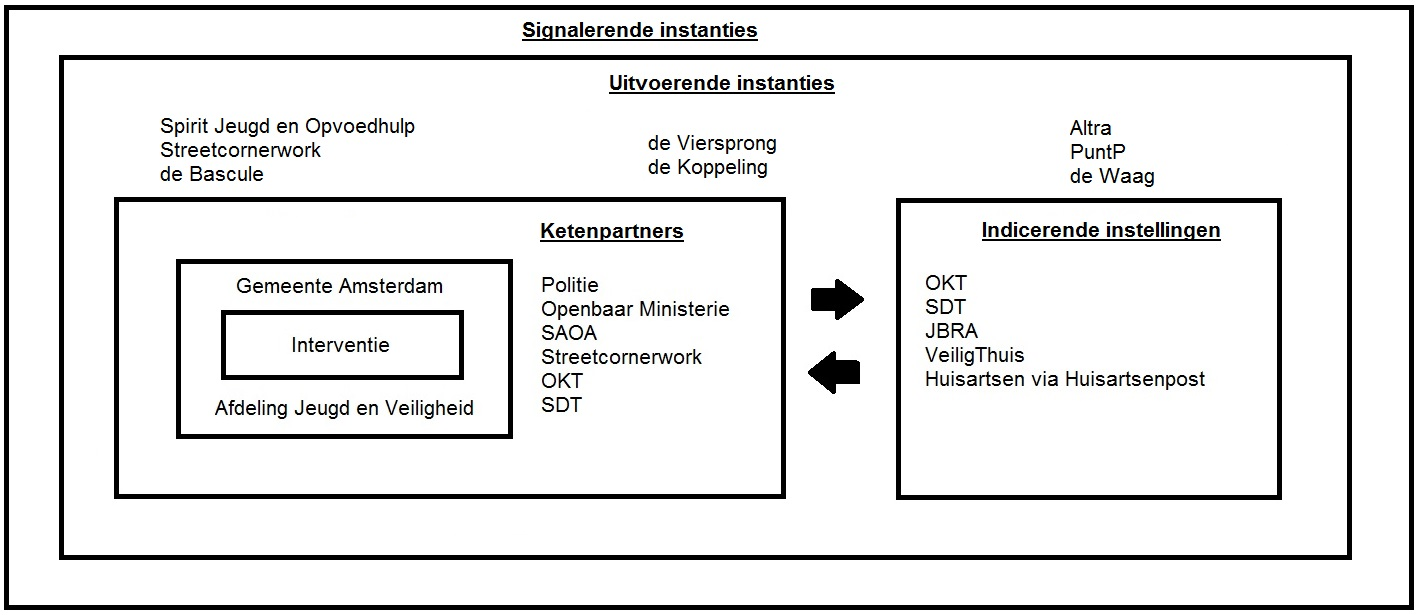 Signalerende instanties
Uitvoerende instanties
Spirit Jeugd en Opvoedhulp
Streetcornerwork
de Bascule
de Viersprong
de Koppeling
Altra
PuntP
de Waag
Ketenpartners
Gemeente Amsterdam
Interventie
Afdeling Jeugd en Veiligheid
Politie
Openbaar Ministerie
SAOA
Streetcornerwork
OKT
SDT
Indicerende instellingen
OKT
SDT
JBRA
VeiligThuis
Huisartsen via Huisartsenpost